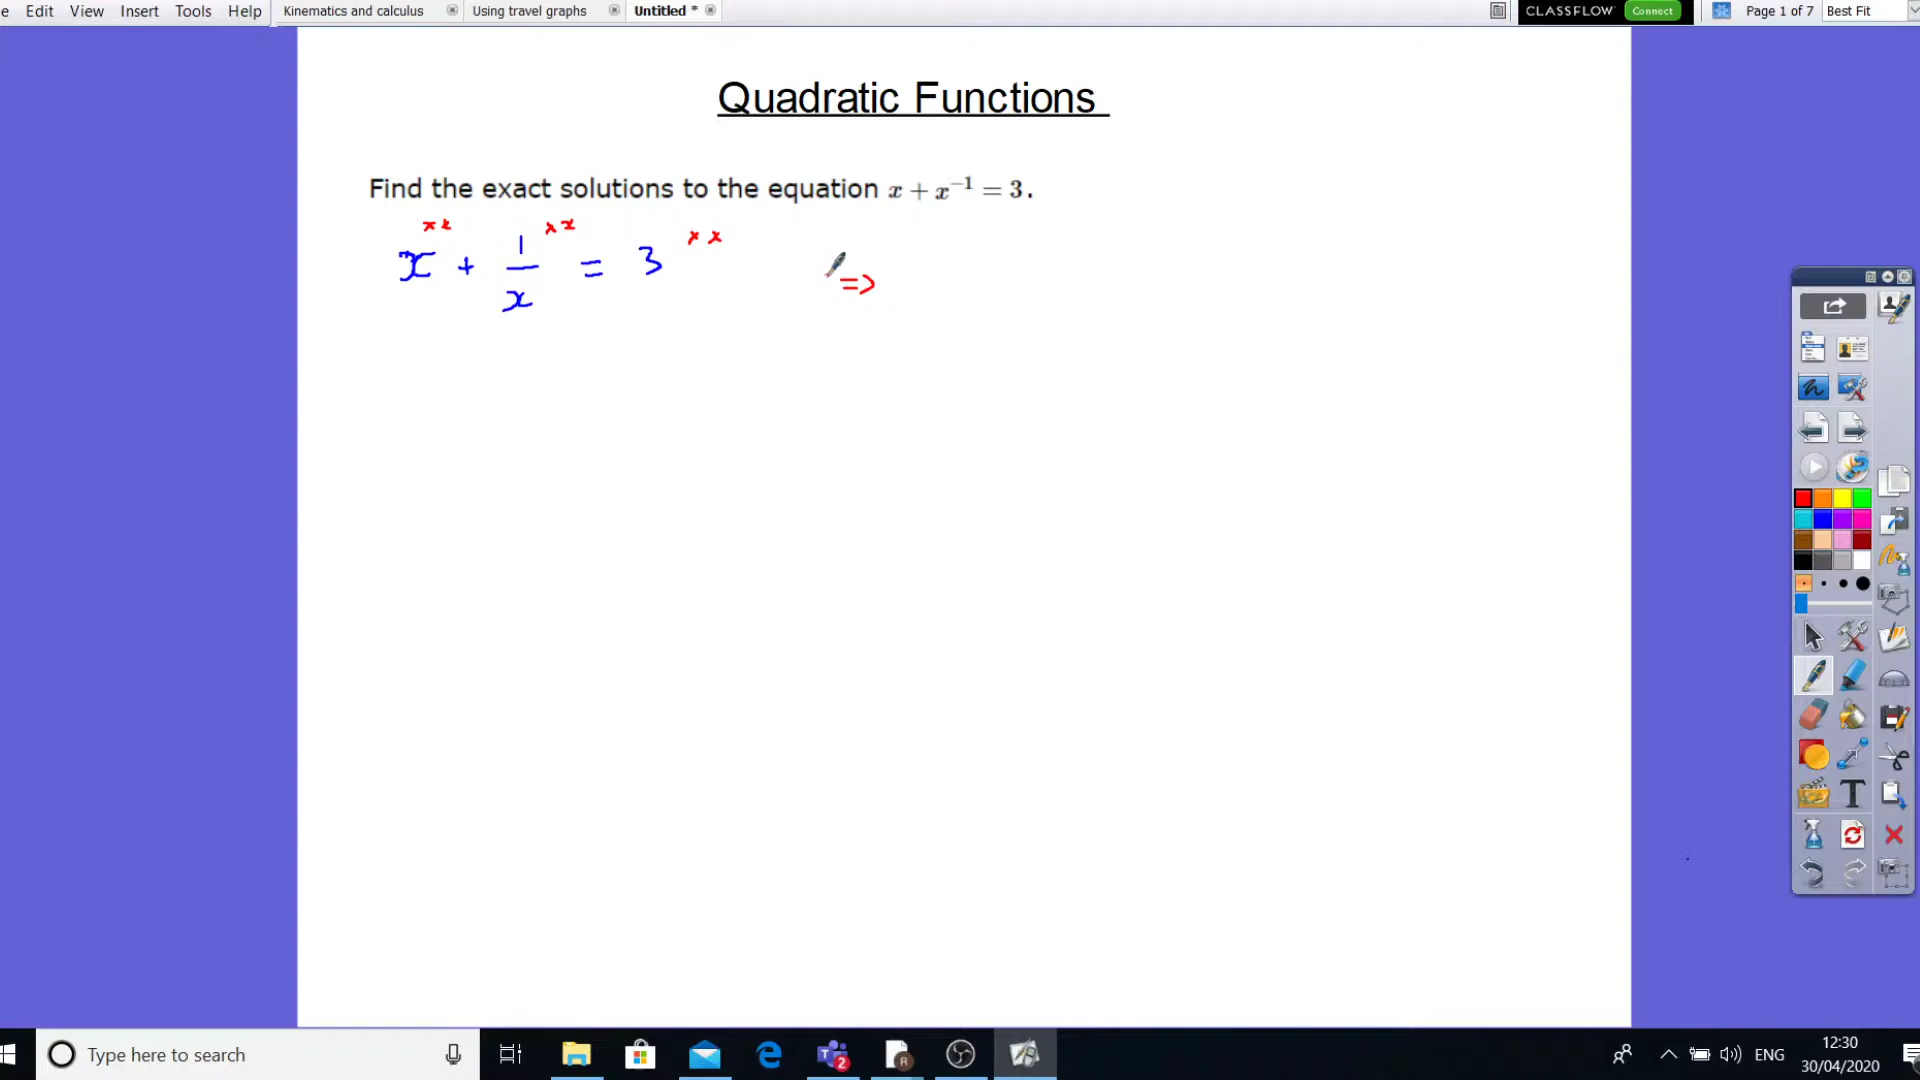 e Edit View Insert Tools Help Kinematics and calculus Using travel graphs Untitled * CLASSFLOW Connect Page 1 of 7 Best Fit
Quadratic Functions
Find the exact solutions to the equation x + x⁻¹ = 3.
×x ×x ×x
x + 1/x = 3 =>
T
Type here to search 2 R ENG 12:30
30/04/2020